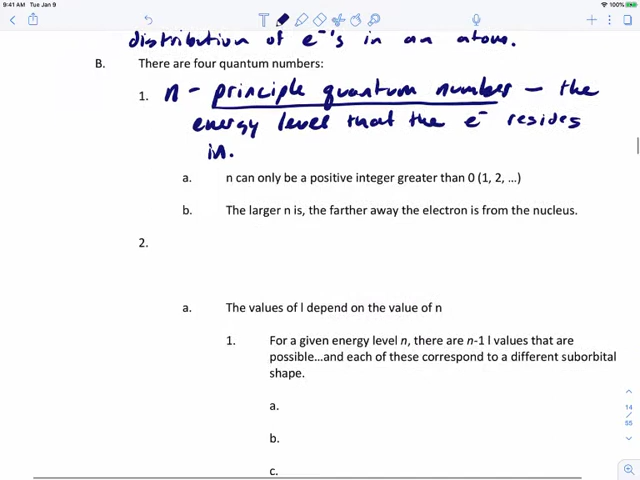 9:41 AM Tue Jan 9
100%
distribution of e⁻'s in an atom.
B. There are four quantum numbers:
1. n - principle quantum number - the
energy level that the e⁻ resides
in.
a. n can only be a positive integer greater than 0 (1, 2, …)
b. The larger n is, the farther away the electron is from the nucleus.
2.
a. The values of l depend on the value of n
1. For a given energy level n, there are n-1 l values that are
possible…and each of these correspond to a different suborbital
shape.
a.
14
/
55
b.
c.